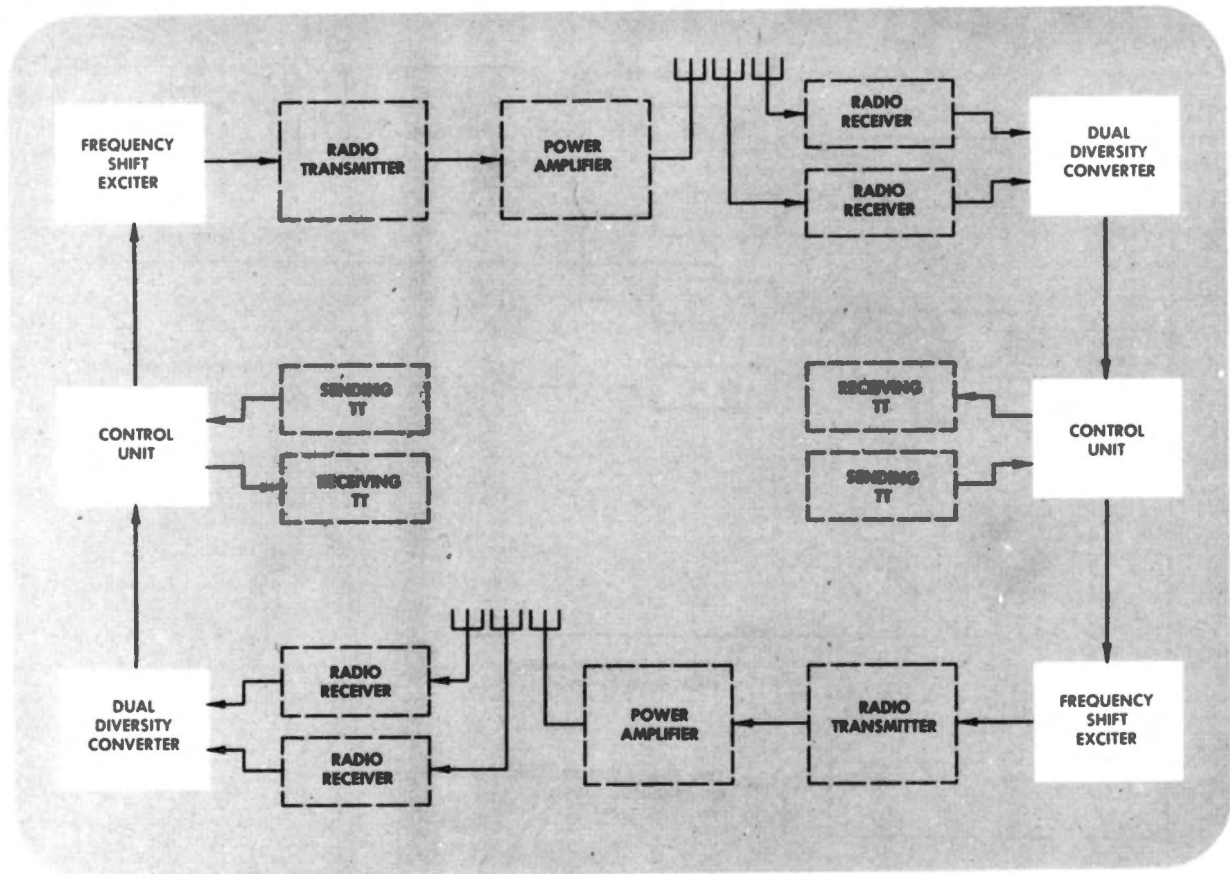 FREQUENCY
SHIFT
EXCITER
RADIO
TRANSMITTER
POWER
AMPLIFIER
RADIO
RECEIVER
RADIO
RECEIVER
DUAL
DIVERSITY
CONVERTER
CONTROL
UNIT
SENDING
TT
RECEIVING
TT
RECEIVING
TT
SENDING
TT
CONTROL
UNIT
DUAL
DIVERSITY
CONVERTER
RADIO
RECEIVER
RADIO
RECEIVER
POWER
AMPLIFIER
RADIO
TRANSMITTER
FREQUENCY
SHIFT
EXCITER